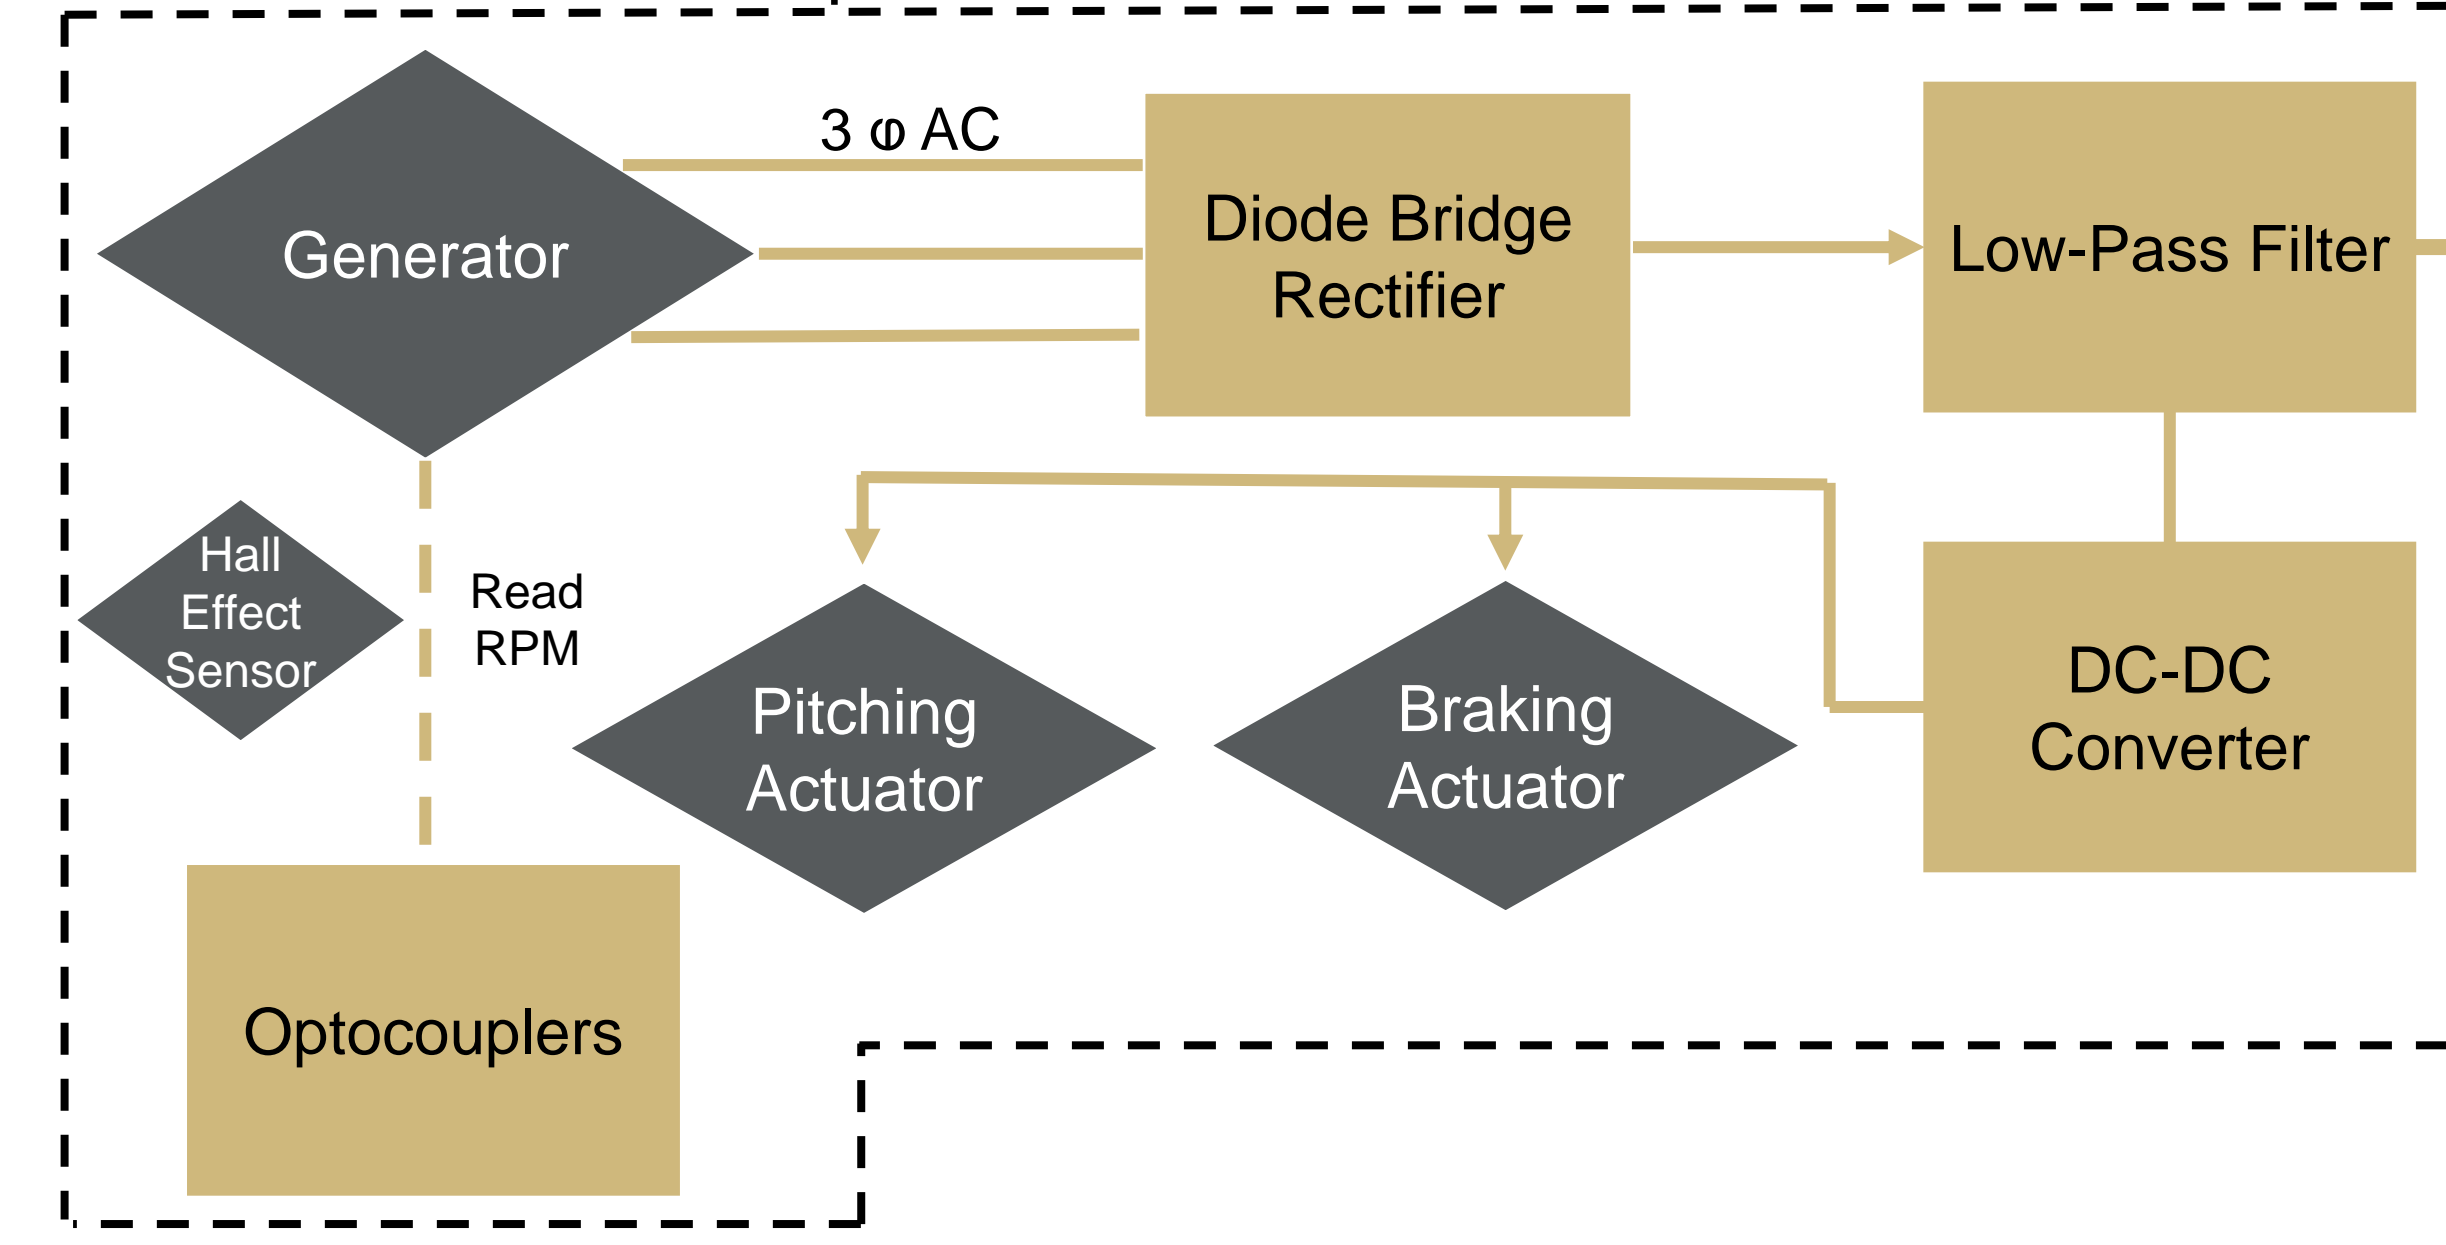 3 φ AC
Generator
Diode Bridge
Rectifier
Low-Pass Filter
Hall
Effect
Sensor
Read
RPM
Pitching
Actuator
Braking
Actuator
DC-DC
Converter
Optocouplers